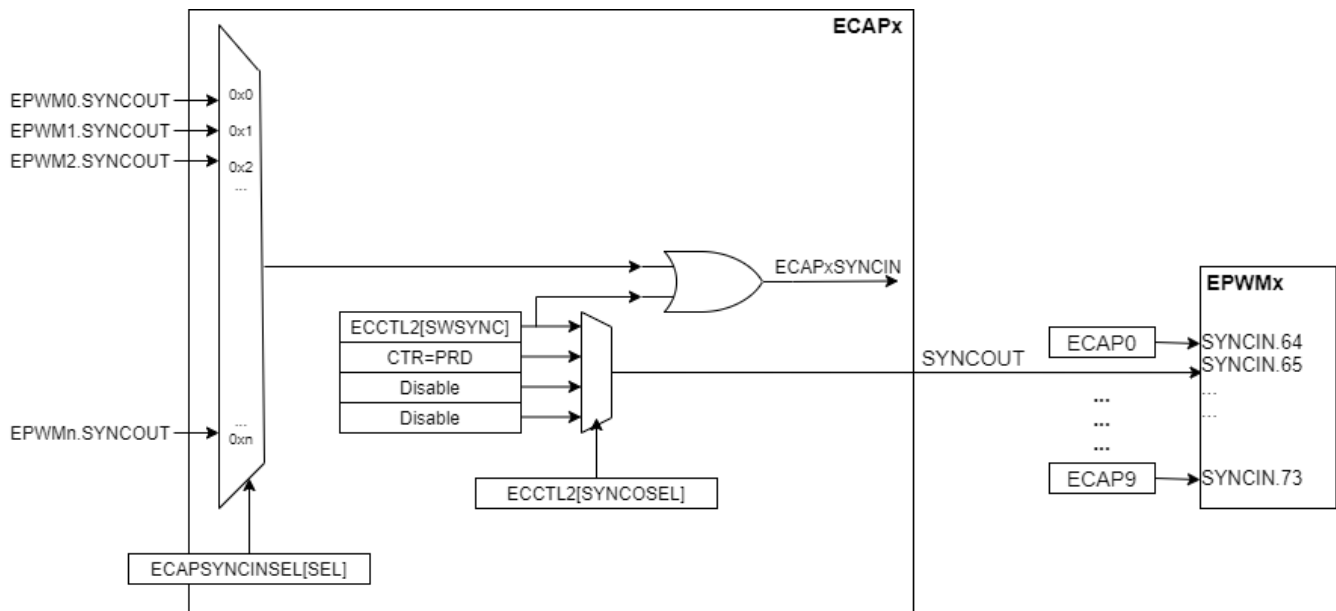 ECAPx
EPWM0.SYNCOUT
0x0
EPWM1.SYNCOUT
0x1
EPWM2.SYNCOUT
0x2
...
ECAPxSYNCIN
EPWMx
ECCTL2[SWSYNC]
CTR=PRD
Disable
Disable
SYNCOUT
ECAP0
SYNCIN.64
SYNCIN.65
...
...
...
...
...
EPWMn.SYNCOUT
...
0xn
ECCTL2[SYNCOSEL]
ECAP9
SYNCIN.73
ECAPSYNCINSEL[SEL]